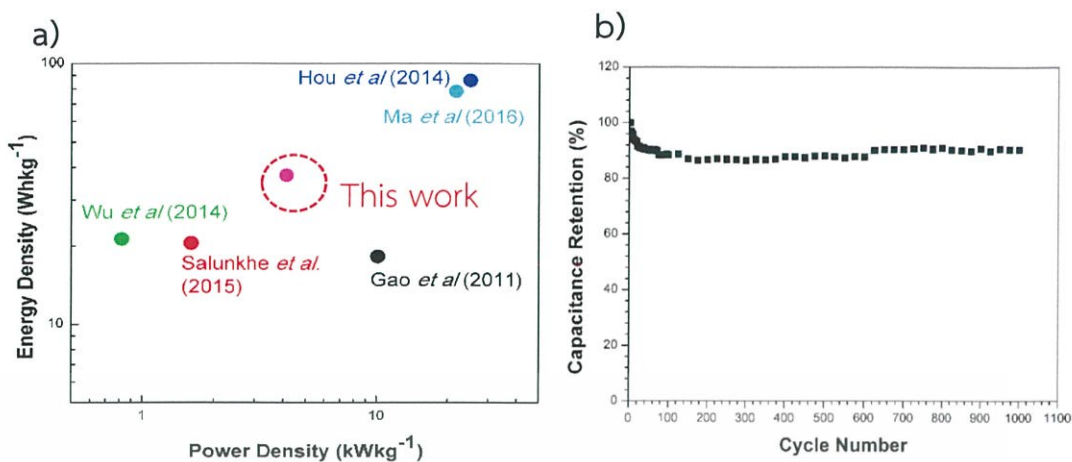 a)
100
10
Energy Density (Whkg-1)
Hou et al (2014)
Ma et al (2016)
This work
Wu et al (2014)
Salunkhe et al.
(2015)
Gao et al (2011)
1
10
Power Density (kWkg-1)
b)
120
100
80
60
40
20
0
Capacitance Retention (%)
0 100 200 300 400 500 600 700 800 900 1000 1100
Cycle Number